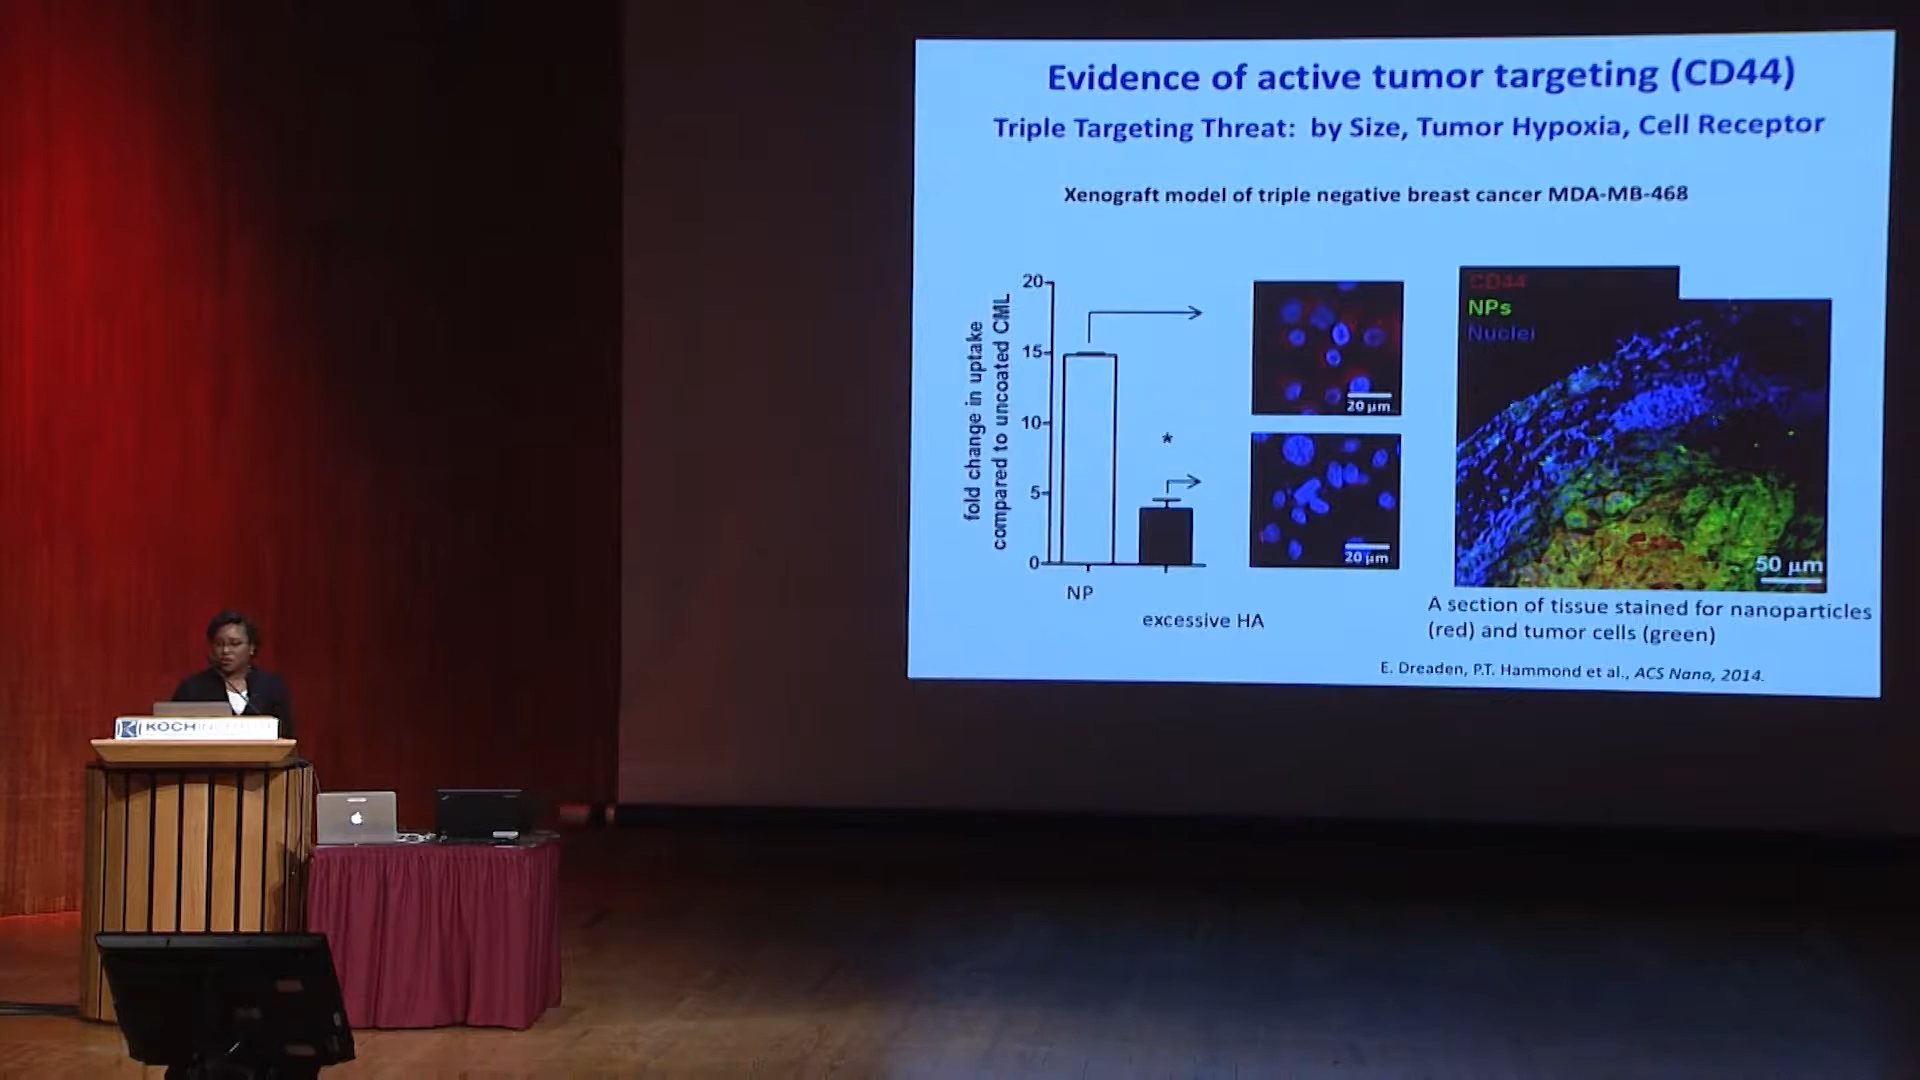 Evidence of active tumor targeting (CD44)
Triple Targeting Threat: by Size, Tumor Hypoxia, Cell Receptor
Xenograft model of triple negative breast cancer MDA-MB-468
fold change in uptake
compared to uncoated CML
20
15
10
5
0
*
NP
excessive HA
20 µm
20 µm
CD44
NPs
Nuclei
50 µm
A section of tissue stained for nanoparticles
(red) and tumor cells (green)
E. Dreaden, P.T. Hammond et al., ACS Nano, 2014.
KOCH